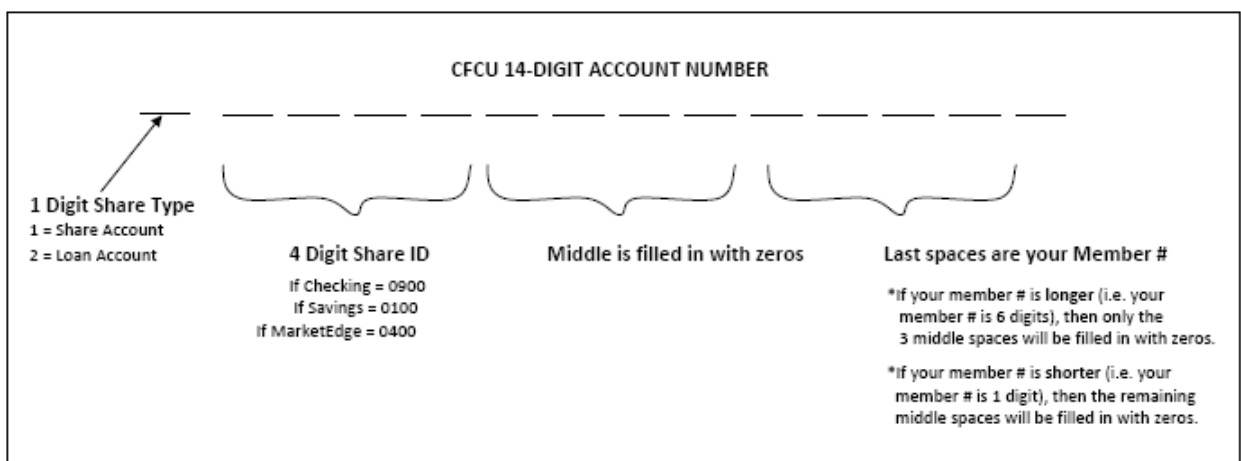 CFCU 14-DIGIT ACCOUNT NUMBER
1 Digit Share Type
1 = Share Account
2 = Loan Account
4 Digit Share ID
If Checking = 0900
If Savings = 0100
If MarketEdge = 0400
Middle is filled in with zeros
Last spaces are your Member #
*If your member # is longer (i.e. your
member # is 6 digits), then only the
3 middle spaces will be filled in with zeros.
*If your member # is shorter (i.e. your
member # is 1 digit), then the remaining
middle spaces will be filled in with zeros.